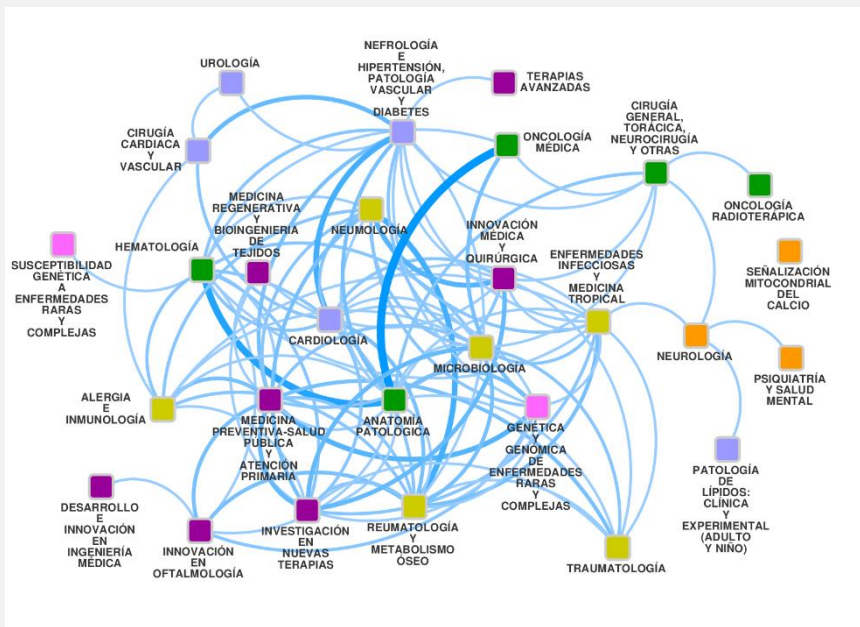 UROLOGÍA
NEFROLOGÍA
E
HIPERTENSIÓN,
PATOLOGÍA
VASCULAR
Y
DIABETES
TERAPIAS
AVANZADAS
CIRUGÍA
GENERAL,
TORÁCICA,
NEUROCIRUGÍA
Y OTRAS
CIRUGÍA
CARDIACA
Y
VASCULAR
ONCOLOGÍA
MÉDICA
ONCOLOGÍA
RADIOTERÁPICA
MEDICINA
REGENERATIVA
Y
BIOINGENIERIA
DE
TEJIDOS
NEUMOLOGÍA
INNOVACIÓN
MÉDICA
Y
QUIRÚRGICA
ENFERMEDADES
INFECCIOSAS
Y
MEDICINA
TROPICAL
HEMATOLOGÍA
SUSCEPTIBILIDAD
GENÉTICA
A
ENFERMEDADES
RARAS
Y
COMPLEJAS
SEÑALIZACIÓN
MITOCONDRIAL
DEL
CALCIO
CARDIOLOGÍA
MICROBIOLOGÍA
NEUROLOGÍA
PSIQUIATRÍA
Y SALUD
MENTAL
ALERGIA
E
INMUNOLOGÍA
MEDICINA
PREVENTIVA-SALUD
PÚBLICA
Y
ATENCIÓN
PRIMARIA
ANATOMÍA
PATOLÓGICA
GENÉTICA
Y
GENÓMICA
DE
ENFERMEDADES
RARAS
Y
COMPLEJAS
PATOLOGÍA
DE
LÍPIDOS:
CLÍNICA
Y
EXPERIMENTAL
(ADULTO
Y NIÑO)
DESARROLLO
E
INNOVACIÓN
EN
INGENIERÍA
MÉDICA
INNOVACIÓN
EN
OFTALMOLOGÍA
INVESTIGACIÓN
EN
NUEVAS
TERAPIAS
REUMATOLOGÍA
Y
METABOLISMO
ÓSEO
TRAUMATOLOGÍA